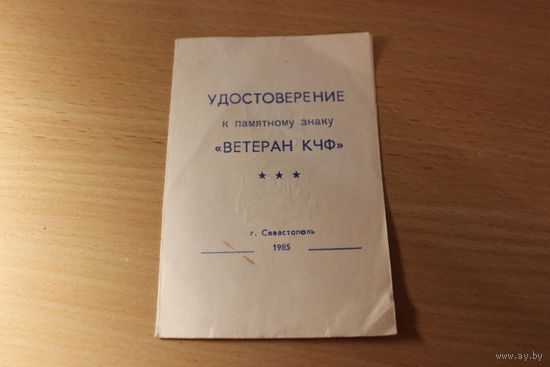 УДОСТОВЕРЕНИЕ
к памятному знаку
«ВЕТЕРАН КЧФ»
★ ★ ★
г. Севастополь
1985
www.ay.by